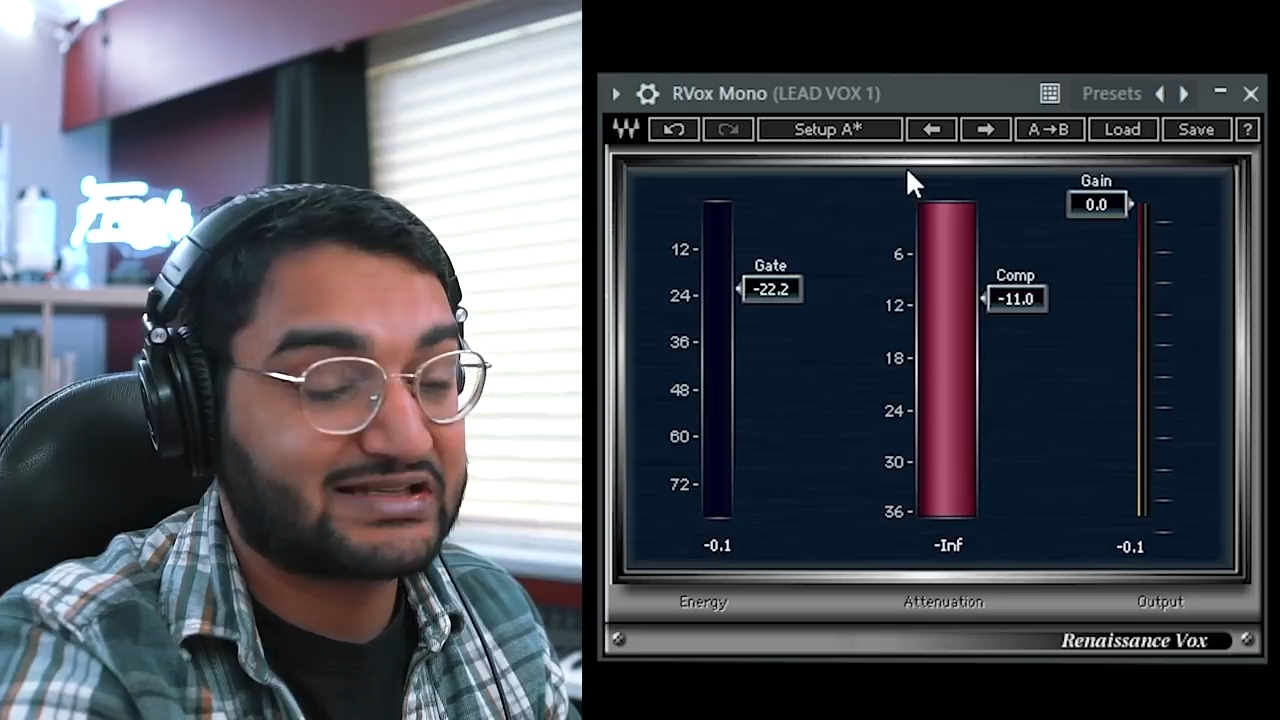 RVox Mono (LEAD VOX 1) Presets
Setup A* A→B Load Save ?
Gain
0.0
12 Gate 6 Comp
24 -22.2 12 -11.0
36 18
48 24
60 30
72 36
-0.1 -Inf -0.1
Energy Attenuation Output
Renaissance Vox